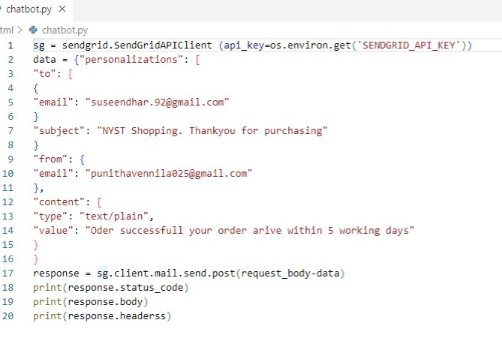 chatbot.py ×
tml > chatbot.py
1 sg = sendgrid.SendGridAPIClient (api_key=os.environ.get('SENDGRID_API_KEY'))
2 data = {"personalizations": [
3 "to": [
4 {
5 "email": "suseendhar.92@gmail.com"
6 }
7 "subject": "NYST Shopping. Thankyou for purchasing"
8 }
9 "from": {
10 "email": "punithavennila025@gmail.com"
11 },
12 "content": [
13 "type": "text/plain",
14 "value": "Oder successfull your order arive within 5 working days"
15 }
16 }
17 response = sg.client.mail.send.post(request_body-data)
18 print(response.status_code)
19 print(response.body)
20 print(response.headerss)